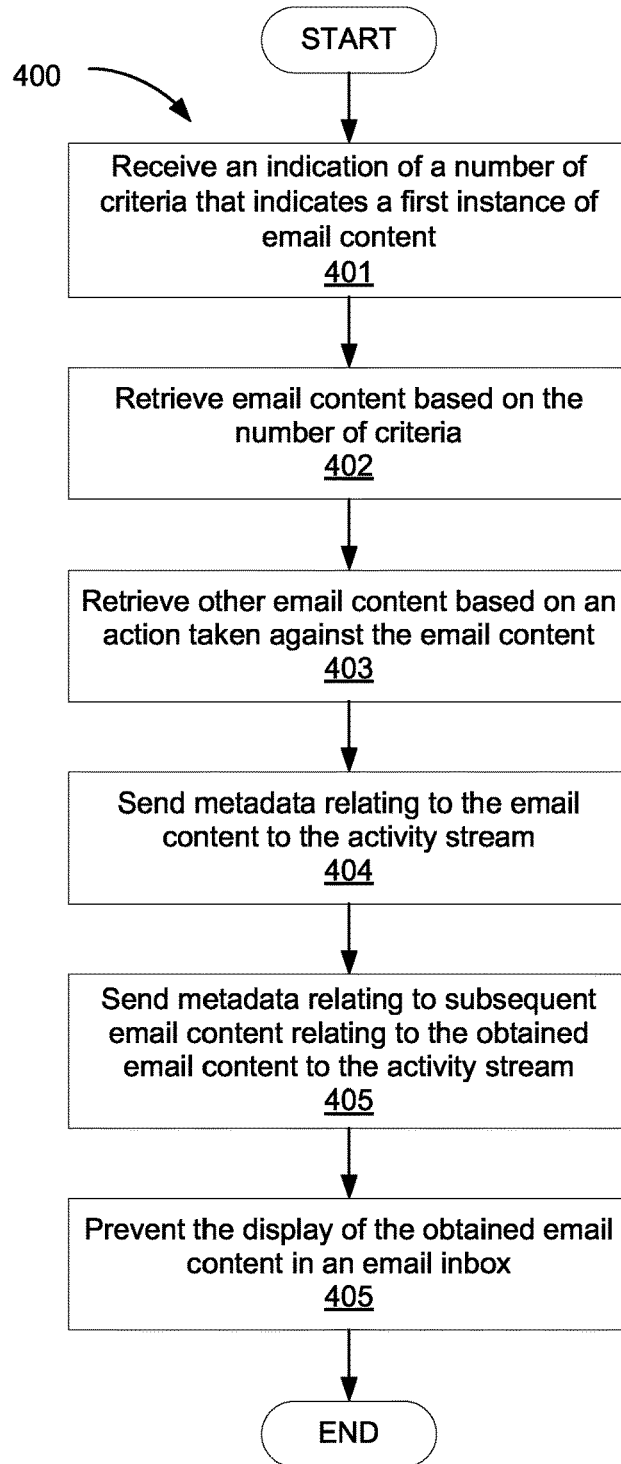 START
400
Receive an indication of a number of
criteria that indicates a first instance of
email content
401
Retrieve email content based on the
number of criteria
402
Retrieve other email content based on an
action taken against the email content
403
Send metadata relating to the email
content to the activity stream
404
Send metadata relating to subsequent
email content relating to the obtained
email content to the activity stream
405
Prevent the display of the obtained email
content in an email inbox
405
END